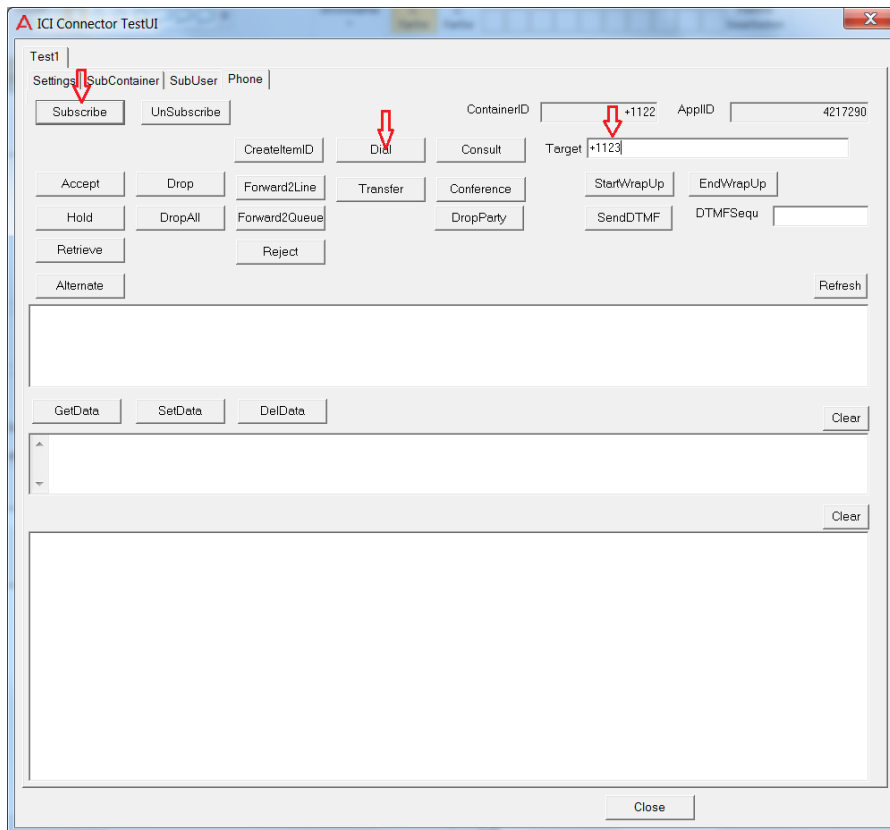 ICI Connector TestUI
Test1
Settings SubContainer SubUser Phone
Subscribe UnSubscribe ContainerID +1122 ApplID 4217290
CreateItemID Dial Consult Target +1123
Accept Drop Forward2Line Transfer Conference StartWrapUp EndWrapUp
Hold DropAll Forward2Queue DropParty SendDTMF DTMFSequ
Retrieve Reject
Alternate Refresh
GetData SetData DelData Clear
Clear
Close